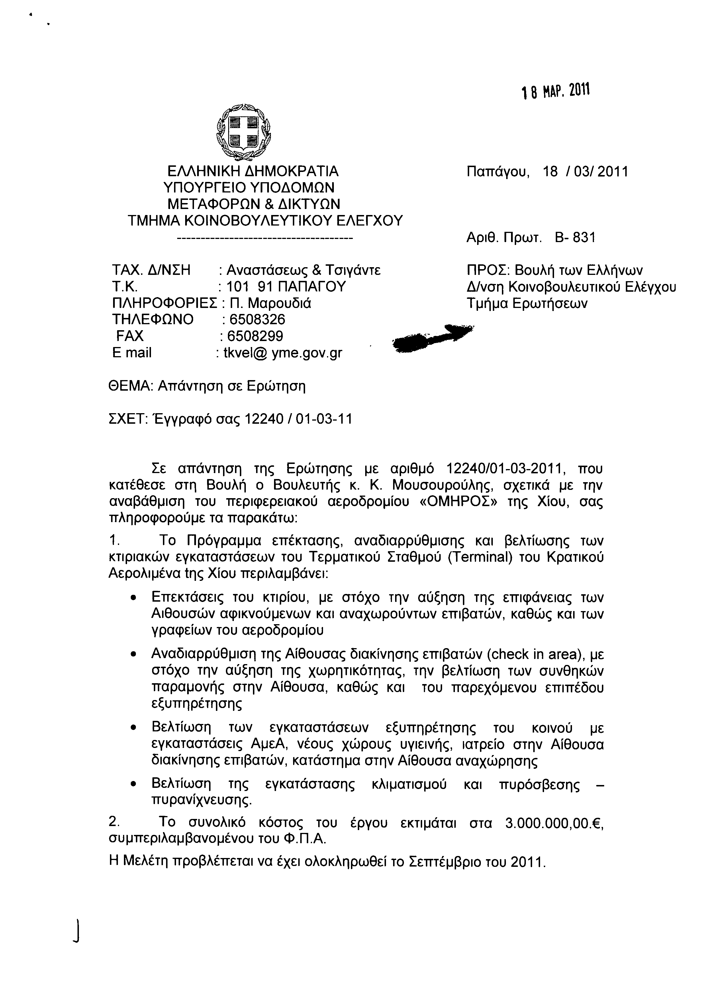 18 ΜΑΡ. 2011
ΕΛΛΗΝΙΚΗ ΔΗΜΟΚΡΑΤΙΑ
ΥΠΟΥΡΓΕΙΟ ΥΠΟΔΟΜΩΝ
ΜΕΤΑΦΟΡΩΝ & ΔΙΚΤΥΩΝ
ΤΜΗΜΑ ΚΟΙΝΟΒΟΥΛΕΥΤΙΚΟΥ ΕΛΕΓΧΟΥ
-------------------------------------
Παπάγου, 18 / 03/ 2011
Αριθ. Πρωτ. Β- 831
ΤΑΧ. Δ/ΝΣΗ : Αναστάσεως & Τσιγάντε
Τ.Κ. : 101 91 ΠΑΠΑΓΟΥ
ΠΛΗΡΟΦΟΡΙΕΣ : Π. Μαρουδιά
ΤΗΛΕΦΩΝΟ : 6508326
FAX : 6508299
E mail : tkvel@ yme.gov.gr
ΠΡΟΣ: Βουλή των Ελλήνων
Δ/νση Κοινοβουλευτικού Ελέγχου
Τμήμα Ερωτήσεων
ΘΕΜΑ: Απάντηση σε Ερώτηση
ΣΧΕΤ: Έγγραφό σας 12240 / 01-03-11
Σε απάντηση της Ερώτησης με αριθμό 12240/01-03-2011, που
κατέθεσε στη Βουλή ο Βουλευτής κ. Κ. Μουσουρούλης, σχετικά με την
αναβάθμιση του περιφερειακού αεροδρομίου «ΟΜΗΡΟΣ» της Χίου, σας
πληροφορούμε τα παρακάτω:
1. Το Πρόγραμμα επέκτασης, αναδιαρρύθμισης και βελτίωσης των
κτιριακών εγκαταστάσεων του Τερματικού Σταθμού (Terminal) του Κρατικού
Αερολιμένα tης Χίου περιλαμβάνει:
• Επεκτάσεις του κτιρίου, με στόχο την αύξηση της επιφάνειας των
Αιθουσών αφικνούμενων και αναχωρούντων επιβατών, καθώς και των
γραφείων του αεροδρομίου
• Αναδιαρρύθμιση της Αίθουσας διακίνησης επιβατών (check in area), με
στόχο την αύξηση της χωρητικότητας, την βελτίωση των συνθηκών
παραμονής στην Αίθουσα, καθώς και του παρεχόμενου επιπέδου
εξυπηρέτησης
• Βελτίωση των εγκαταστάσεων εξυπηρέτησης του κοινού με
εγκαταστάσεις ΑμεΑ, νέους χώρους υγιεινής, ιατρείο στην Αίθουσα
διακίνησης επιβατών, κατάστημα στην Αίθουσα αναχώρησης
• Βελτίωση της εγκατάστασης κλιματισμού και πυρόσβεσης –
πυρανίχνευσης.
2. Το συνολικό κόστος του έργου εκτιμάται στα 3.000.000,00.€,
συμπεριλαμβανομένου του Φ.Π.Α.
Η Μελέτη προβλέπεται να έχει ολοκληρωθεί το Σεπτέμβριο του 2011.